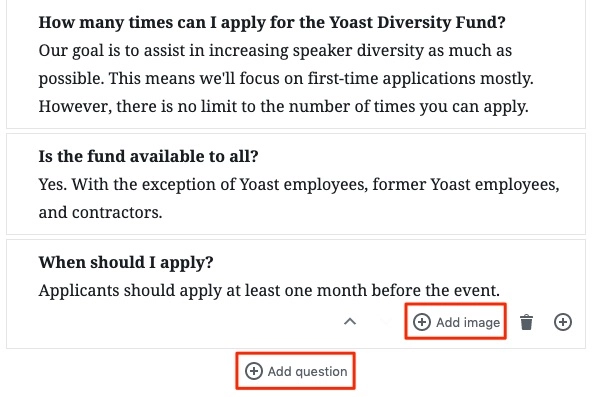 How many times can I apply for the Yoast Diversity Fund?
Our goal is to assist in increasing speaker diversity as much as
possible. This means we'll focus on first-time applications mostly.
However, there is no limit to the number of times you can apply.
Is the fund available to all?
Yes. With the exception of Yoast employees, former Yoast employees,
and contractors.
When should I apply?
Applicants should apply at least one month before the event.
Add image
Add question